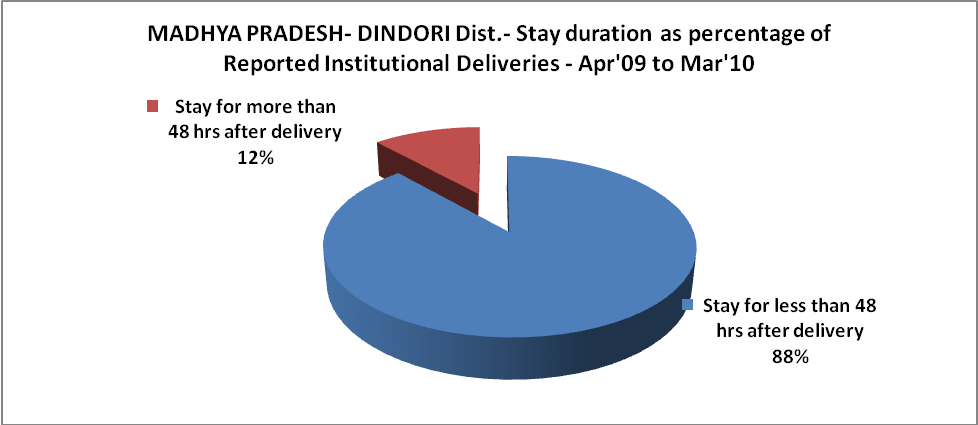 MADHYA PRADESH- DINDORI Dist.- Stay duration as percentage of
Reported Institutional Deliveries - Apr'09 to Mar'10
Stay for more than
48 hrs after delivery
12%
Stay for less than 48
hrs after delivery
88%